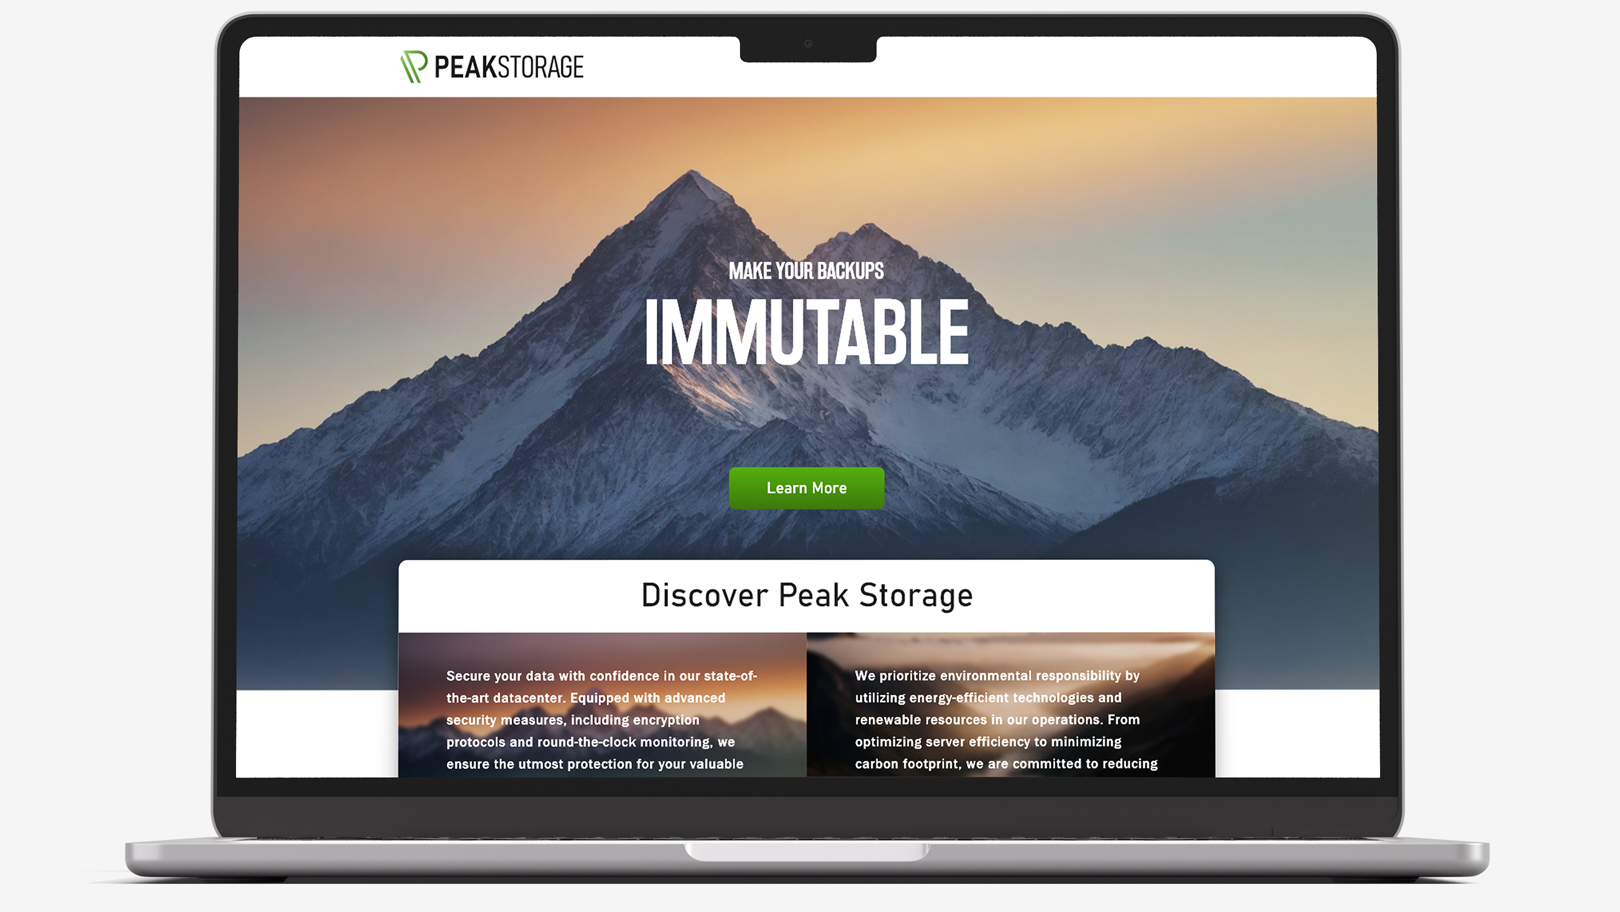 PEAKSTORAGE
MAKE YOUR BACKUPS
IMMUTABLE
Learn More
Discover Peak Storage
Secure your data with confidence in our state-of-
the-art datacenter. Equipped with advanced
security measures, including encryption
protocols and round-the-clock monitoring, we
ensure the utmost protection for your valuable
We prioritize environmental responsibility by
utilizing energy-efficient technologies and
renewable resources in our operations. From
optimizing server efficiency to minimizing
carbon footprint, we are committed to reducing